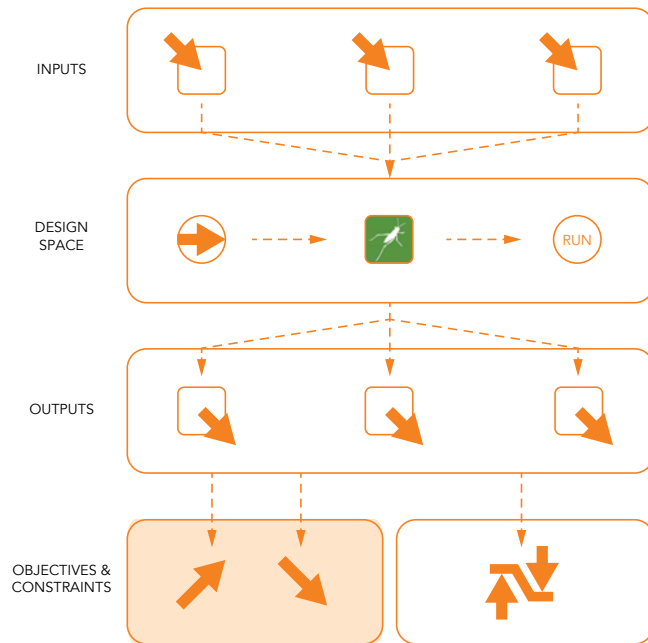 INPUTS
DESIGN
SPACE
RUN
OUTPUTS
OBJECTIVES &
CONSTRAINTS